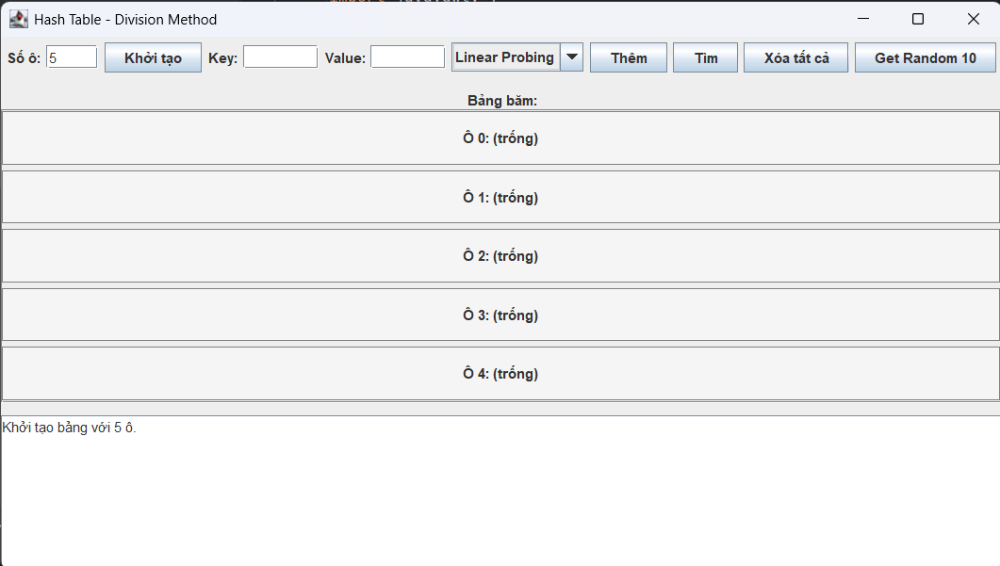 Hash Table - Division Method
Số ô: 5 Khởi tạo Key: Value: Linear Probing Thêm Tìm Xóa tất cả Get Random 10
Bảng băm:
Ô 0: (trống)
Ô 1: (trống)
Ô 2: (trống)
Ô 3: (trống)
Ô 4: (trống)
Khởi tạo bảng với 5 ô.